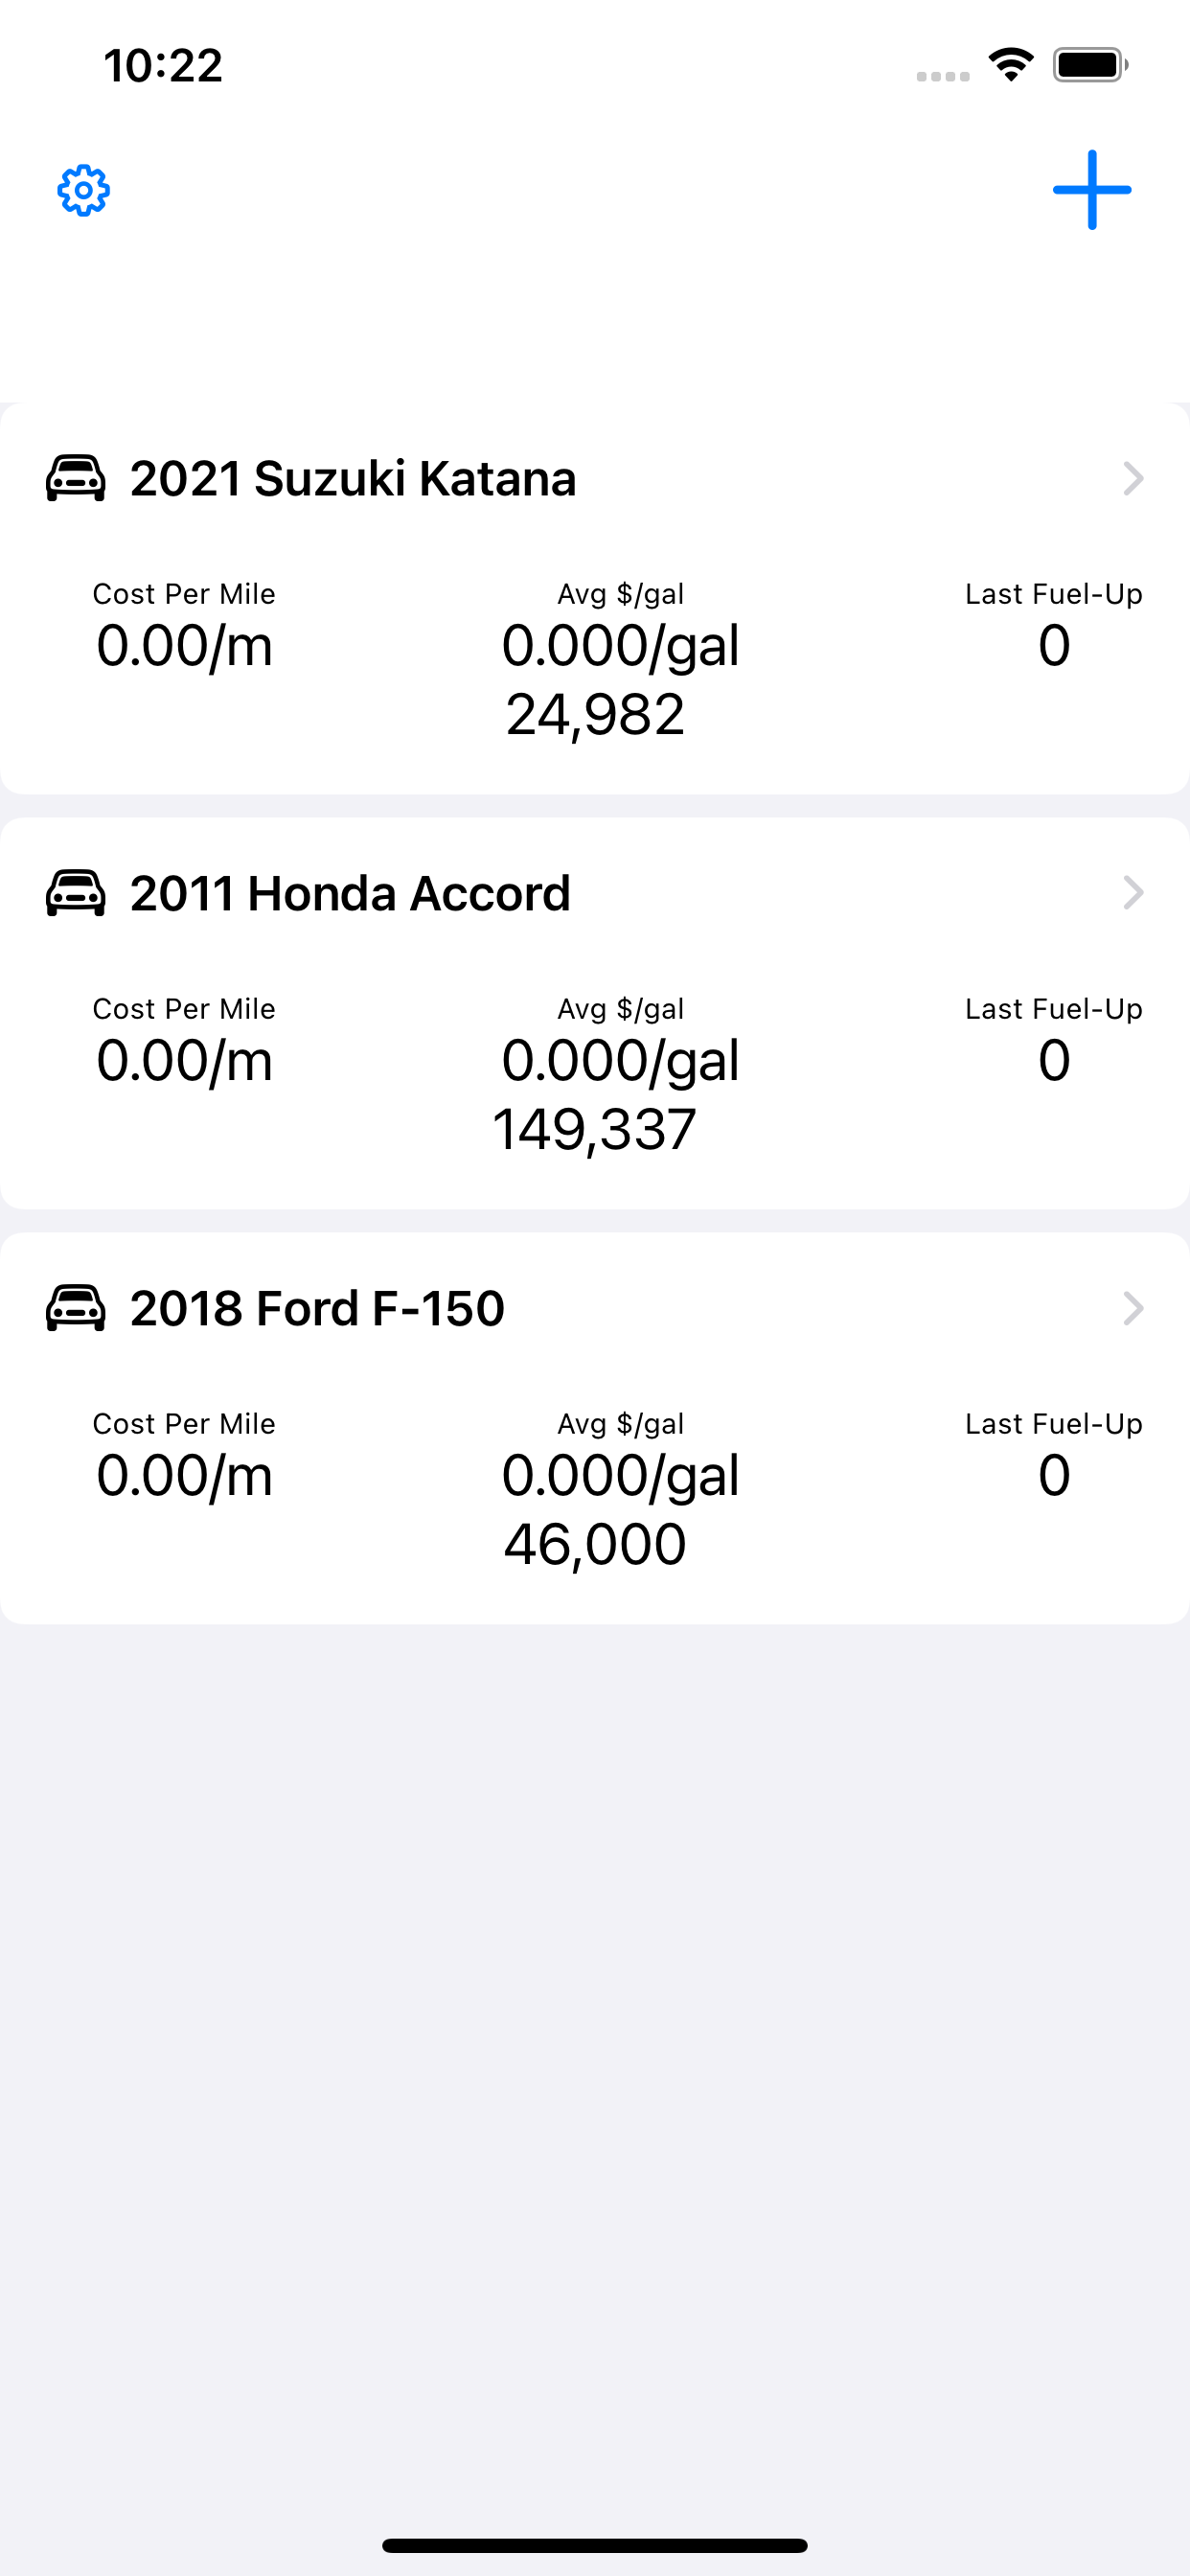 10:22
2021 Suzuki Katana
Cost Per Mile Avg $/gal Last Fuel-Up
0.00/m 0.000/gal 0
24,982
2011 Honda Accord
Cost Per Mile Avg $/gal Last Fuel-Up
0.00/m 0.000/gal 0
149,337
2018 Ford F-150
Cost Per Mile Avg $/gal Last Fuel-Up
0.00/m 0.000/gal 0
46,000